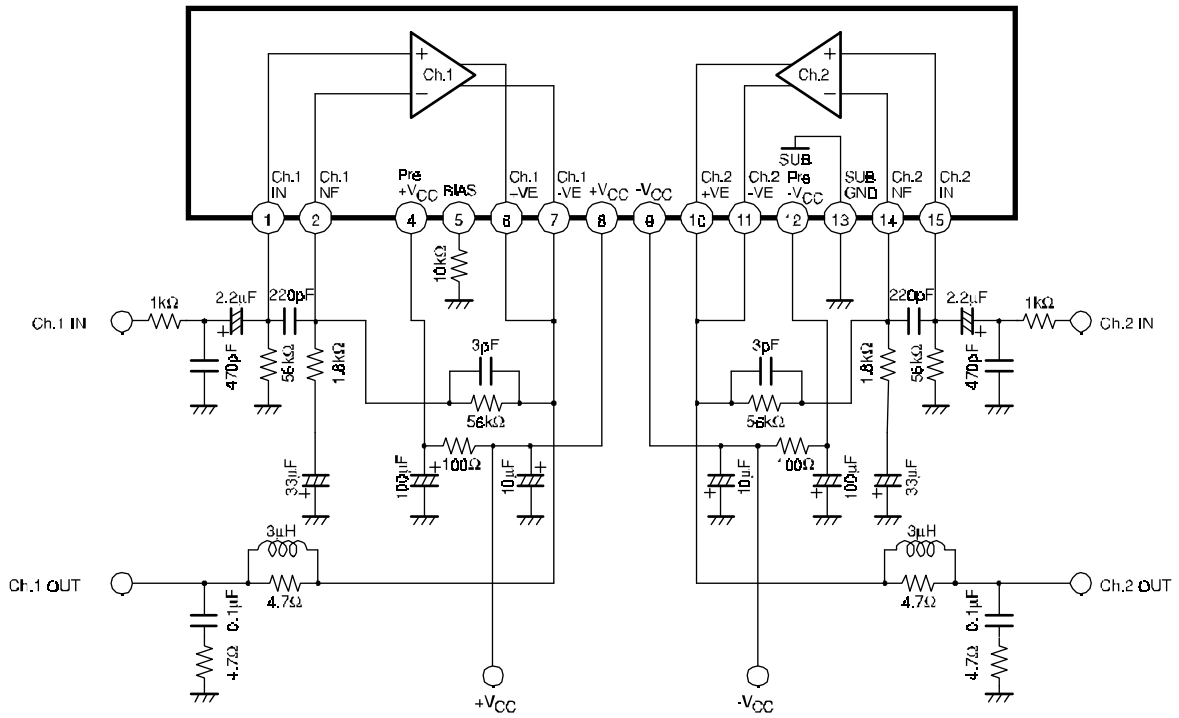 Ch.1
Ch.2
+
−
+
−
SUB
Ch.1 IN
Ch.1 NF
Pre +VCC
BIAS
Ch.1 +VE
Ch.1 -VE
+VCC
-VCC
Ch.2 +VE
Ch.2 -VE
Pre -VCC
SUB GND
Ch.2 NF
Ch.2 IN
1
2
4
5
6
7
8
9
10
11
12
13
14
15
10kΩ
Ch.1 IN
1kΩ
2.2µF
+
220pF
470pF
56kΩ
1.8kΩ
3pF
56kΩ
3pF
56kΩ
1.8kΩ
220pF
56kΩ
2.2µF
+
470pF
1kΩ
Ch.2 IN
33µF
+
100µF
+
100Ω
10µF
+
10µF
+
100Ω
100µF
+
33µF
+
3µH
4.7Ω
Ch.1 OUT
0.1µF
4.7Ω
3µH
4.7Ω
Ch.2 OUT
0.1µF
4.7Ω
+VCC
-VCC